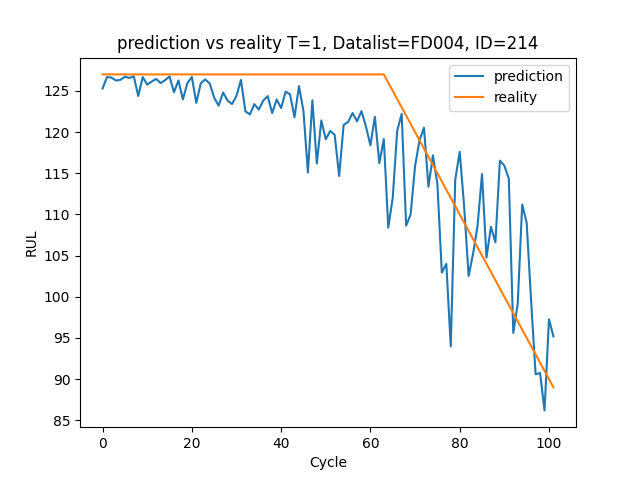 prediction vs reality T=1, Datalist=FD004, ID=214
prediction
reality
125
120
115
110
105
100
95
90
85
RUL
0 20 40 60 80 100
Cycle